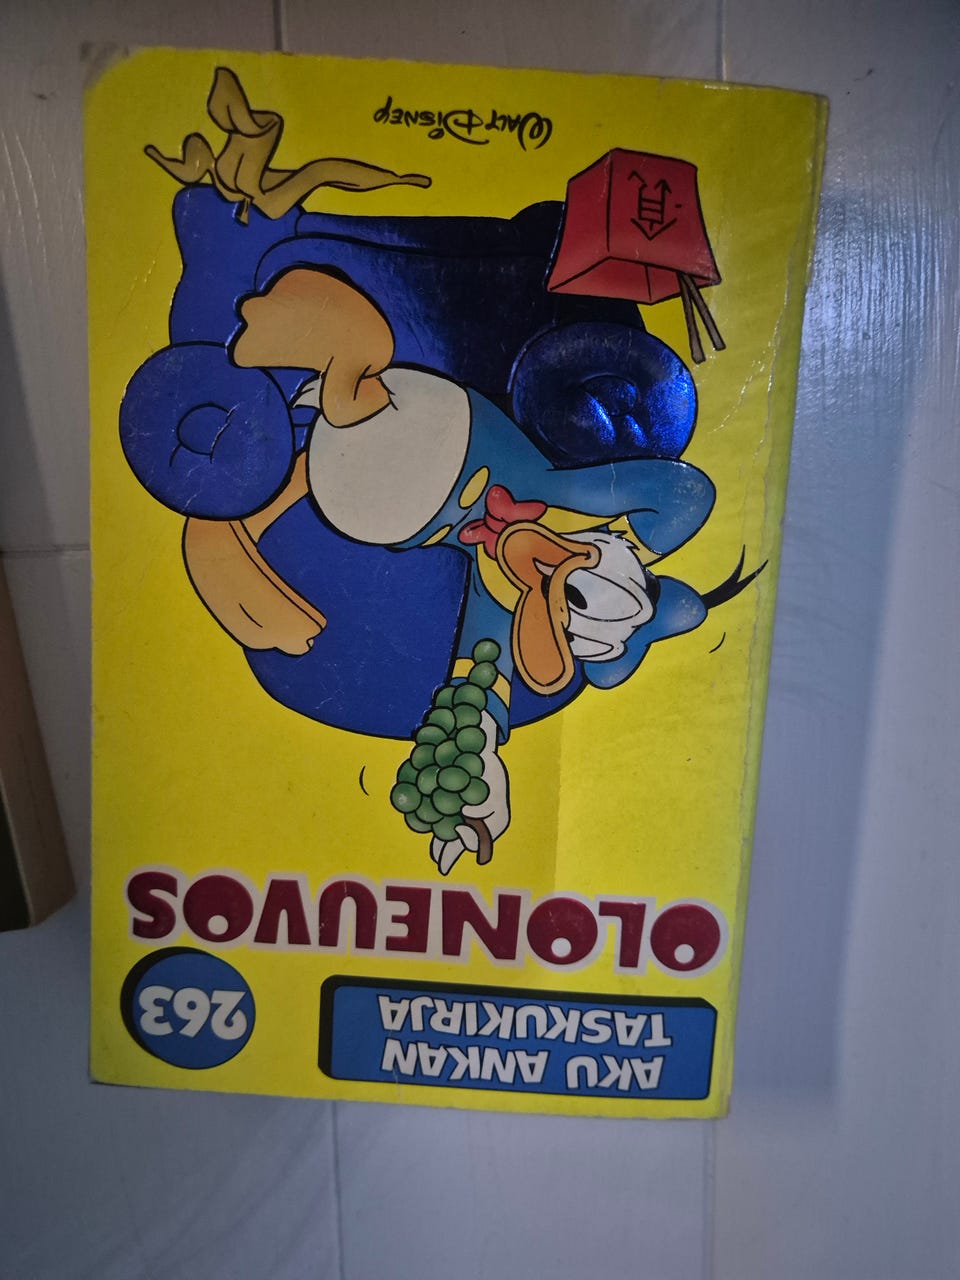 AKU ANKAN
TASKUKIRJA
263
OLONEUVOS
WALT DISNEY